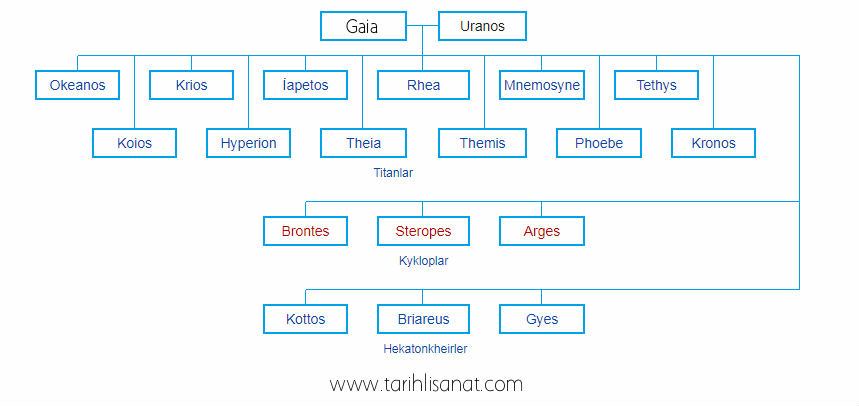 Gaia Uranos
Okeanos Krios İapetos Rhea Mnemosyne Tethys
Koios Hyperion Theia Themis Phoebe Kronos
Titanlar
Brontes Steropes Arges
Kykloplar
Kottos Briareus Gyes
Hekatonkheirler
www.tarihlisanat.com